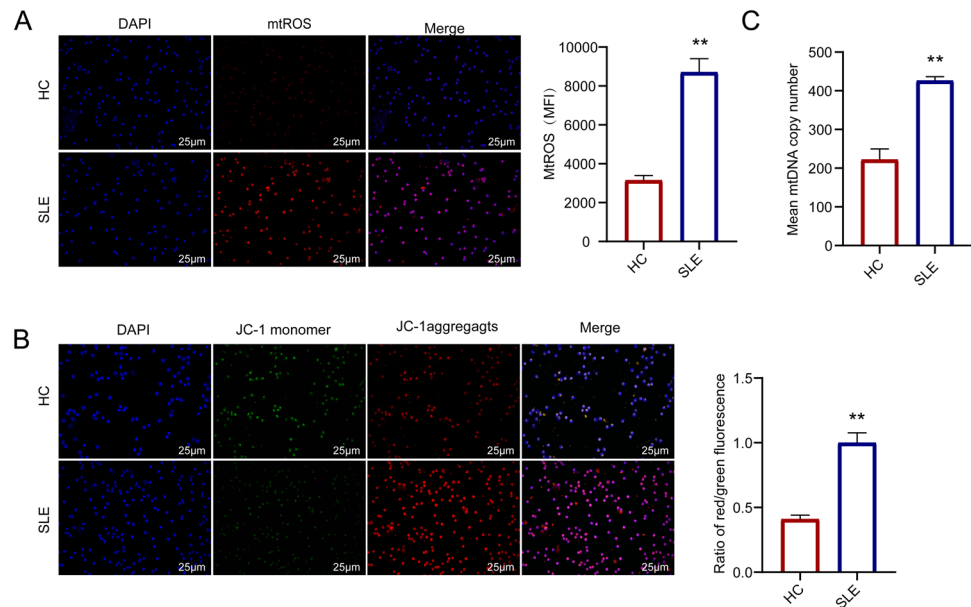 A
DAPI
mtROS
Merge
HC
25μm
25μm
25μm
SLE
25μm
25μm
25μm
MtROS（MFI）
10000
8000
6000
4000
2000
0
**
HC
SLE
C
Mean mtDNA copy number
500
400
300
200
100
0
**
HC
SLE
B
DAPI
JC-1 monomer
JC-1aggregagts
Merge
HC
25μm
25μm
25μm
25μm
SLE
25μm
25μm
25μm
25μm
Ratio of red/green fluorescence
1.5
1.0
0.5
0.0
**
HC
SLE